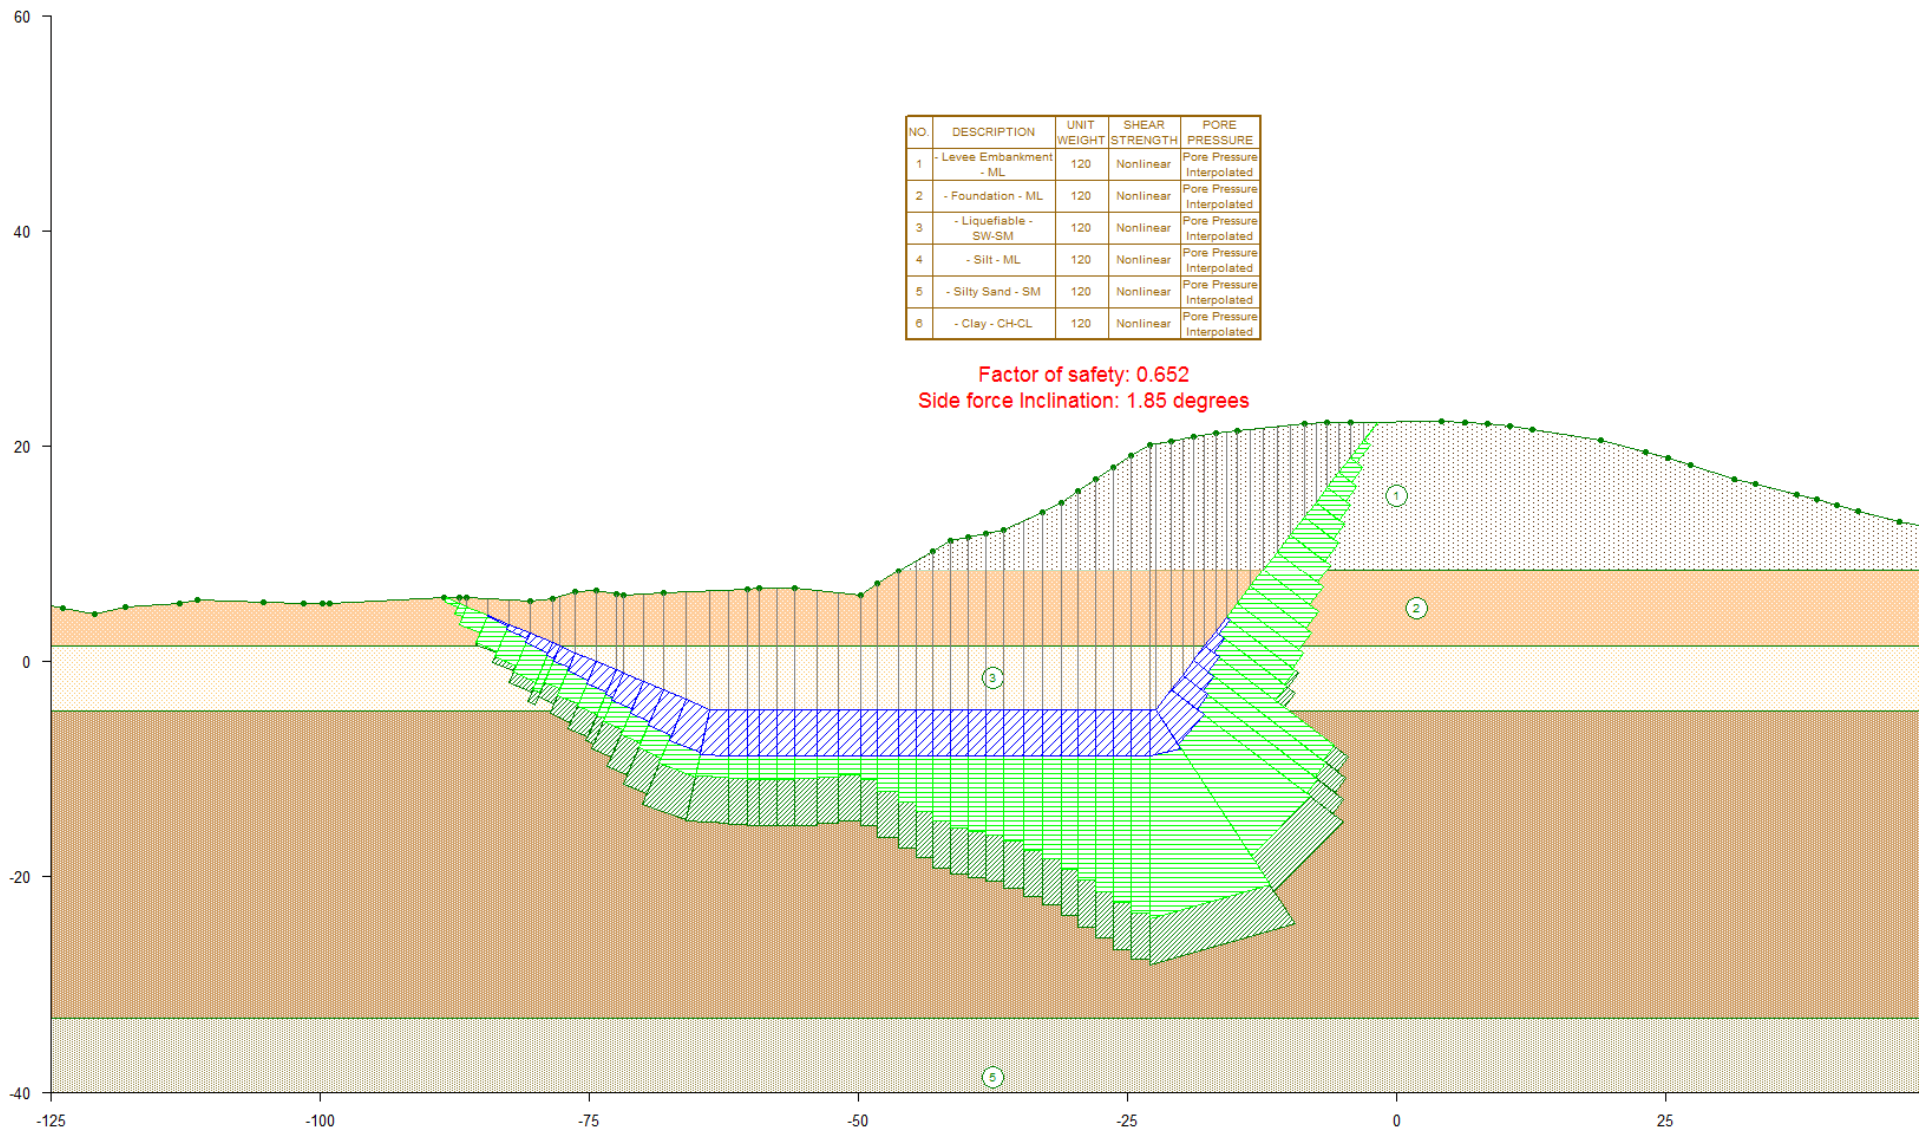 60
40
20
0
-20
-40
-125
-100
-75
-50
-25
0
25
NO. DESCRIPTION UNIT WEIGHT SHEAR STRENGTH PORE PRESSURE
1 - Levee Embankment - ML 120 Nonlinear Pore Pressure Interpolated
2 - Foundation - ML 120 Nonlinear Pore Pressure Interpolated
3 - Liquefiable - SW-SM 120 Nonlinear Pore Pressure Interpolated
4 - Silt - ML 120 Nonlinear Pore Pressure Interpolated
5 - Silty Sand - SM 120 Nonlinear Pore Pressure Interpolated
6 - Clay - CH-CL 120 Nonlinear Pore Pressure Interpolated
Factor of safety: 0.652
Side force Inclination: 1.85 degrees
1
2
3
5